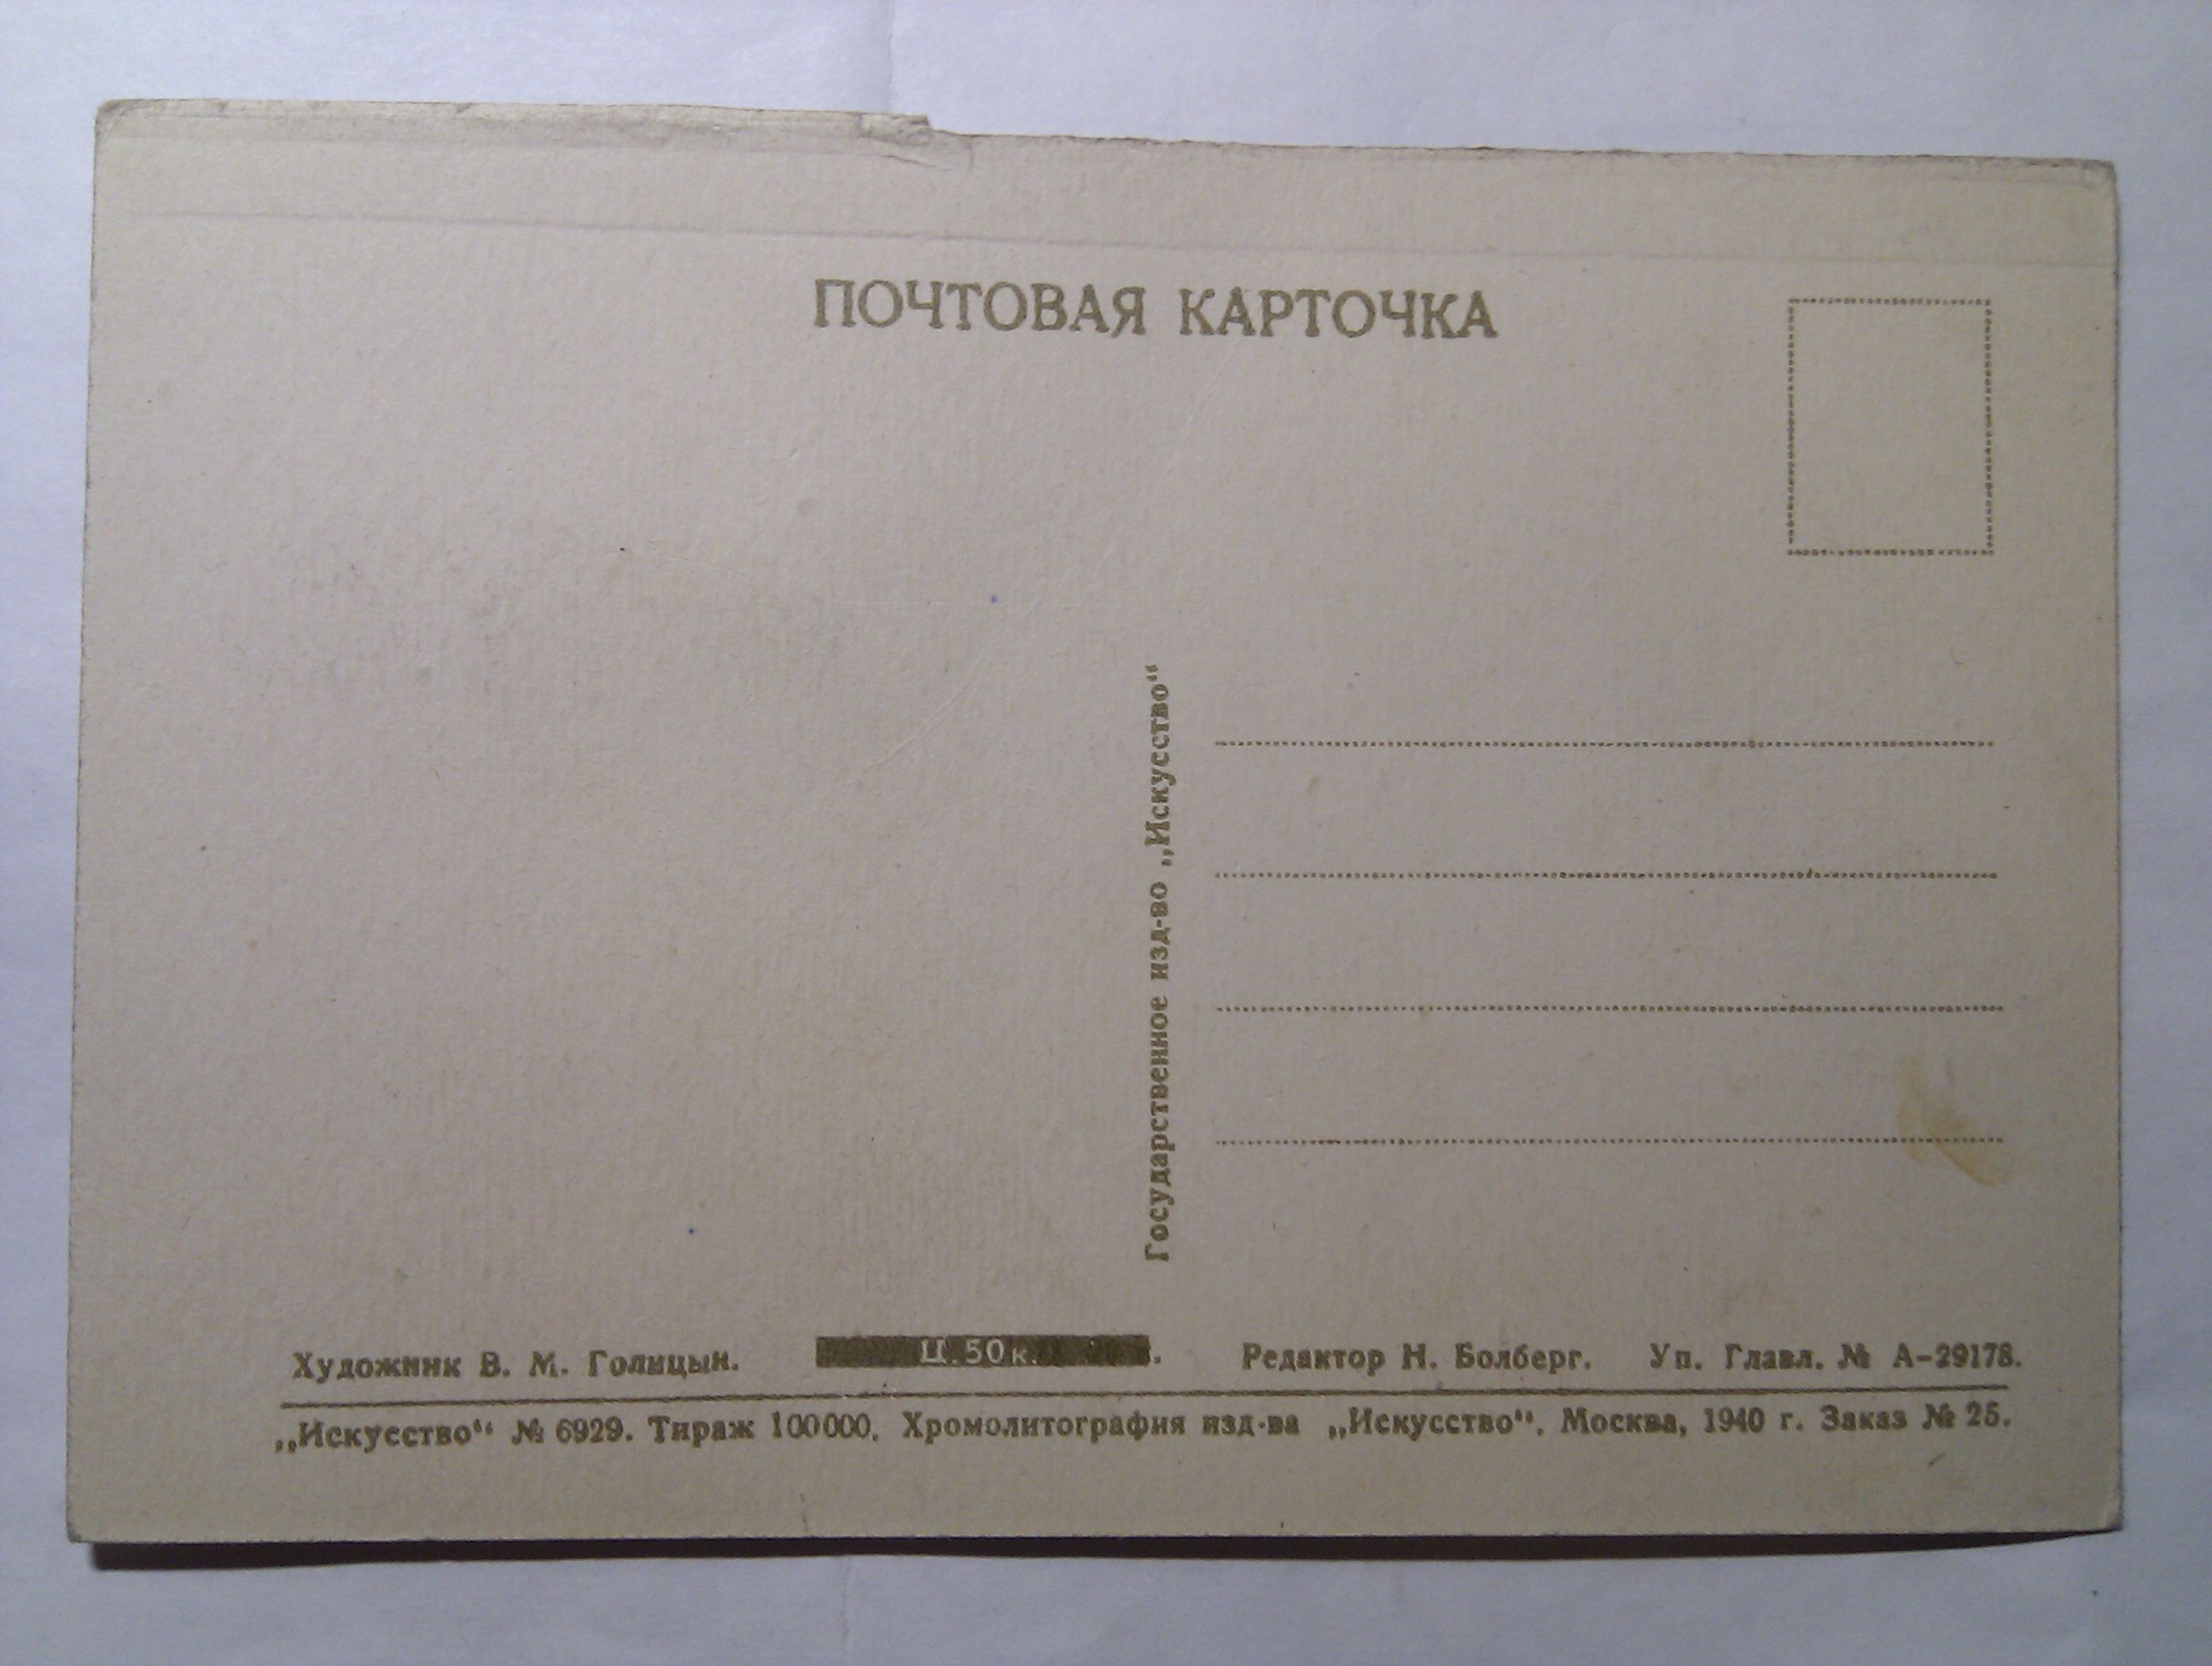 ПОЧТОВАЯ КАРТОЧКА
Государственное изд-во „Искусство“
Художник В. М. Голицын.
Ц. 50 к.
Редактор Н. Болберг. Уп. Главл. № А-29178.
„Искусство“ № 6929. Тираж 100000. Хромолитография изд-ва „Искусство“. Москва, 1940 г. Заказ № 25.